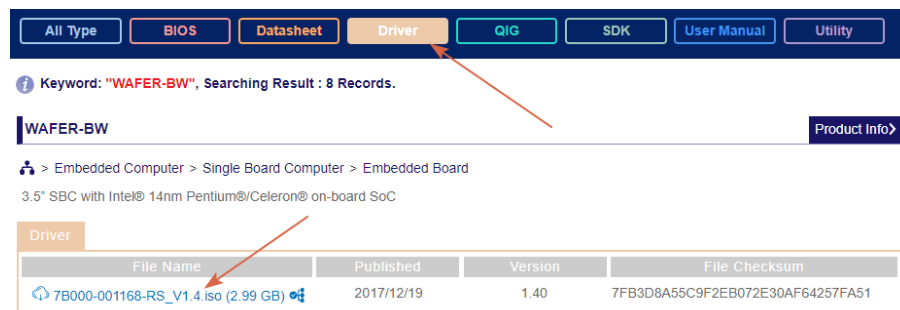 All Type BIOS Datasheet Driver QIG SDK User Manual Utility
Keyword: "WAFER-BW", Searching Result : 8 Records.
WAFER-BW Product Info>
> Embedded Computer > Single Board Computer > Embedded Board
3.5" SBC with Intel® 14nm Pentium®/Celeron® on-board SoC
Driver
File Name Published Version File Checksum
7B000-001168-RS_V1.4.iso (2.99 GB) 2017/12/19 1.40 7FB3D8A55C9F2EB072E30AF64257FA51